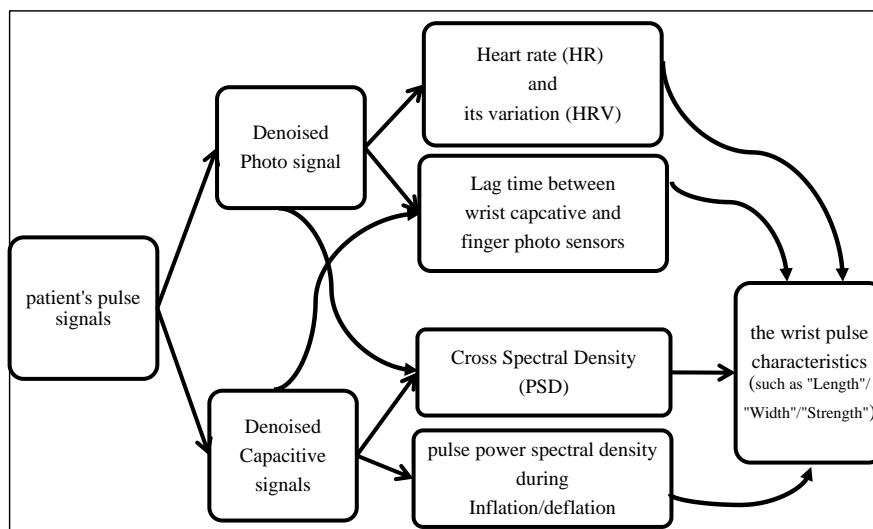 patient's pulse
signals
Denoised
Photo signal
Denoised
Capacitive
signals
Heart rate (HR)
and
its variation (HRV)
Lag time between
wrist capcative and
finger photo sensors
Cross Spectral Density
(PSD)
pulse power spectral density
during
Inflation/deflation
the wrist pulse
characteristics
(such as "Length"/
"Width"/"Strength")